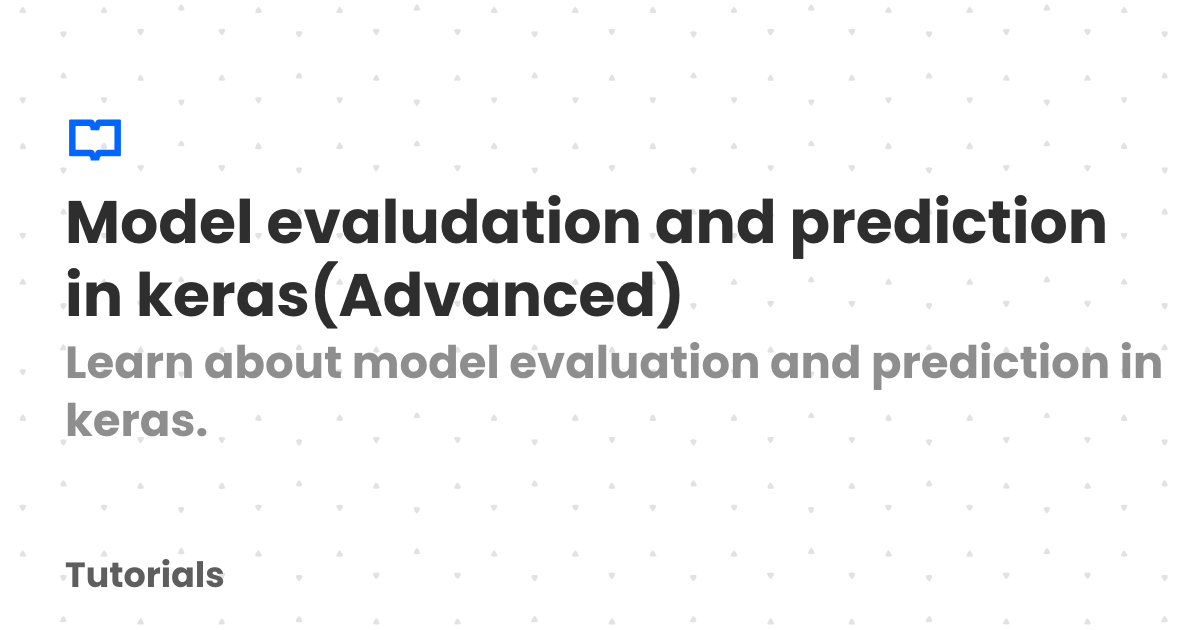 Model evaludation and prediction
in keras(Advanced)
Learn about model evaluation and prediction in
keras.
Tutorials